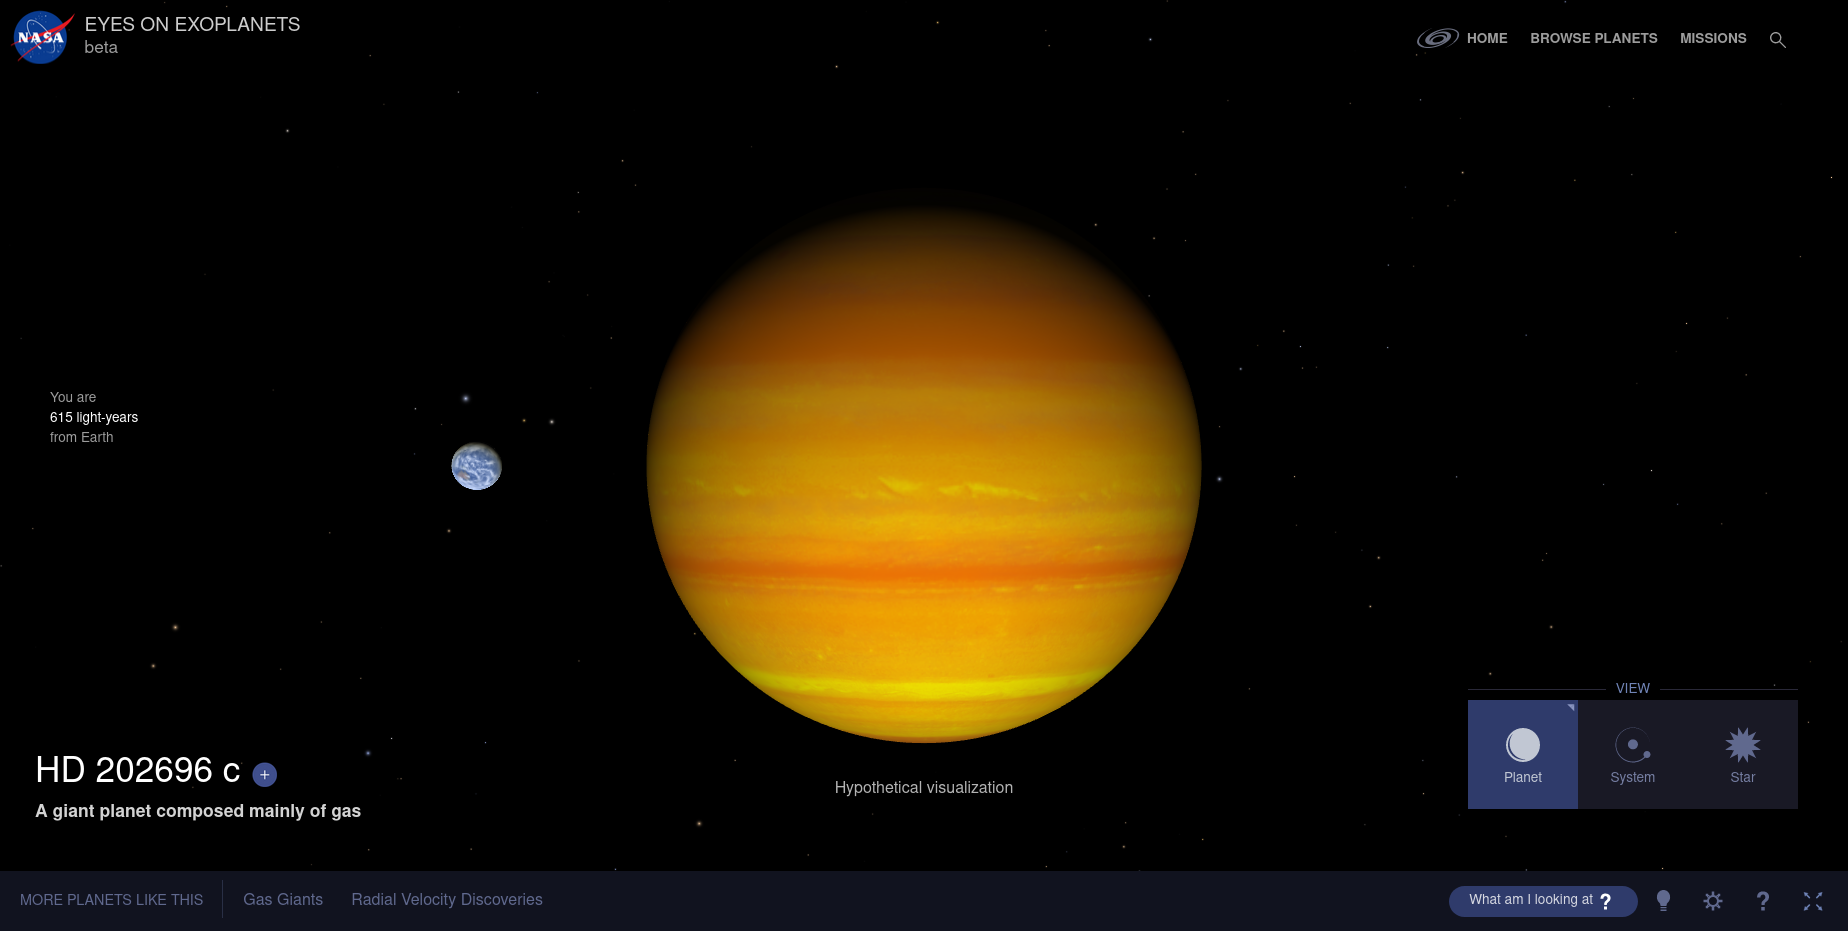 NASA
EYES ON EXOPLANETS
beta
HOME
BROWSE PLANETS
MISSIONS
You are
615 light-years
from Earth
VIEW
Planet
System
Star
HD 202696 c +
A giant planet composed mainly of gas
Hypothetical visualization
MORE PLANETS LIKE THIS
Gas Giants
Radial Velocity Discoveries
What am I looking at ?
?